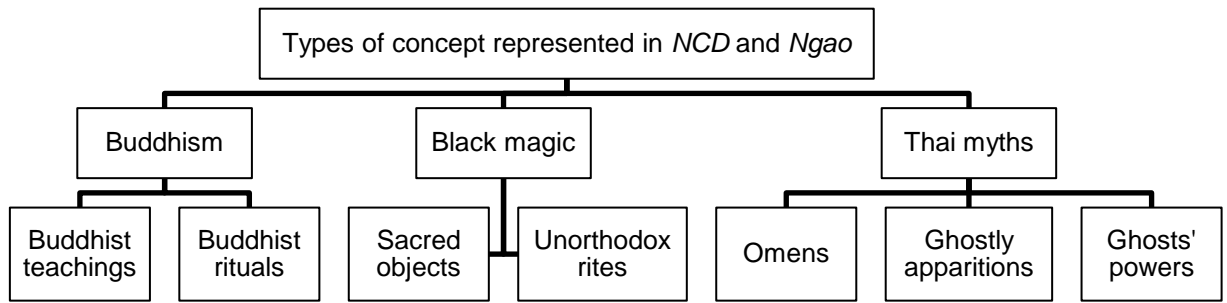 Types of concept represented in NCD and Ngao
Buddhism
Black magic
Thai myths
Buddhist
teachings
Buddhist
rituals
Sacred
objects
Unorthodox
rites
Omens
Ghostly
apparitions
Ghosts'
powers